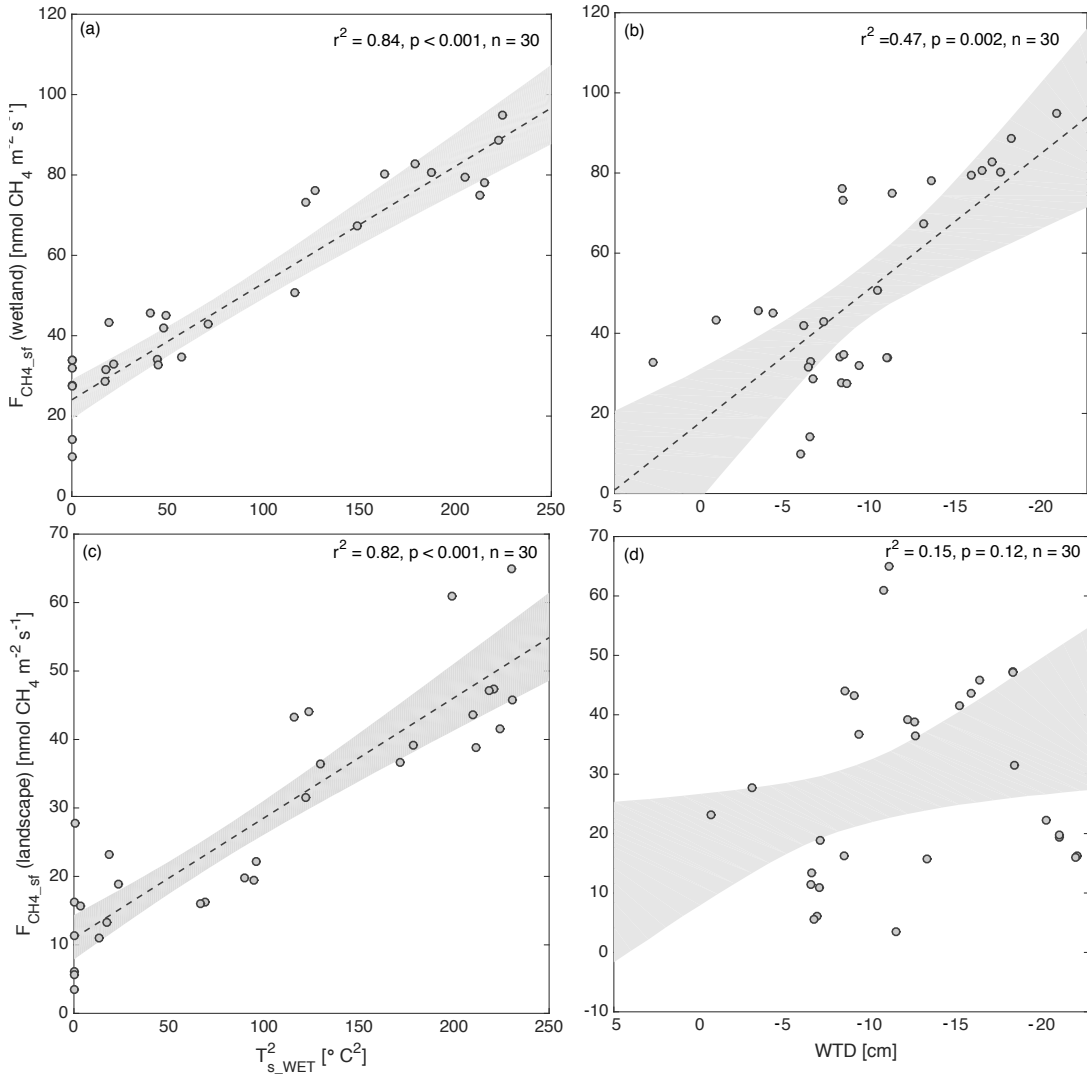 (a)
r² = 0.84, p < 0.001, n = 30
120
100
80
60
40
20
0
F_CH4_sf (wetland) [nmol CH₄ m⁻² s⁻¹]
0 50 100 150 200 250
(b)
r² =0.47, p = 0.002, n = 30
120
100
80
60
40
20
0
5 0 -5 -10 -15 -20
(c)
r² = 0.82, p < 0.001, n = 30
70
60
50
40
30
20
10
0
F_CH4_sf (landscape) [nmol CH₄ m⁻² s⁻¹]
0 50 100 150 200 250
T²_s_WET [° C²]
(d)
r² = 0.15, p = 0.12, n = 30
70
60
50
40
30
20
10
0
-10
5 0 -5 -10 -15 -20
WTD [cm]